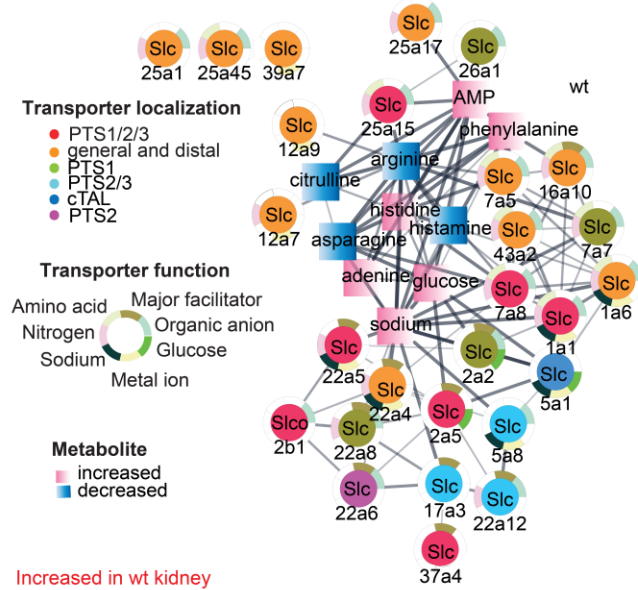 Slc
25a1
Slc
25a45
Slc
39a7
Slc
25a17
Slc
26a1
wt
Transporter localization
PTS1/2/3
general and distal
PTS1
PTS2/3
cTAL
PTS2
AMP
phenylalanine
Slc
25a15
Slc
12a9
arginine
citrulline
Slc
7a5
Slc
16a10
histidine
histamine
Slc
12a7
asparagine
Slc
43a2
Slc
7a7
adenine
glucose
Slc
7a8
Slc
1a6
sodium
Slc
1a1
Transporter function
Amino acid
Major facilitator
Nitrogen
Organic anion
Sodium
Glucose
Metal ion
Slc
22a5
Slc
2a2
Slc
5a1
Slc
22a4
Slco
2b1
Slc
22a8
Slc
2a5
Slc
5a8
Metabolite
increased
decreased
Slc
22a6
Slc
17a3
Slc
22a12
Slc
37a4
Increased in wt kidney